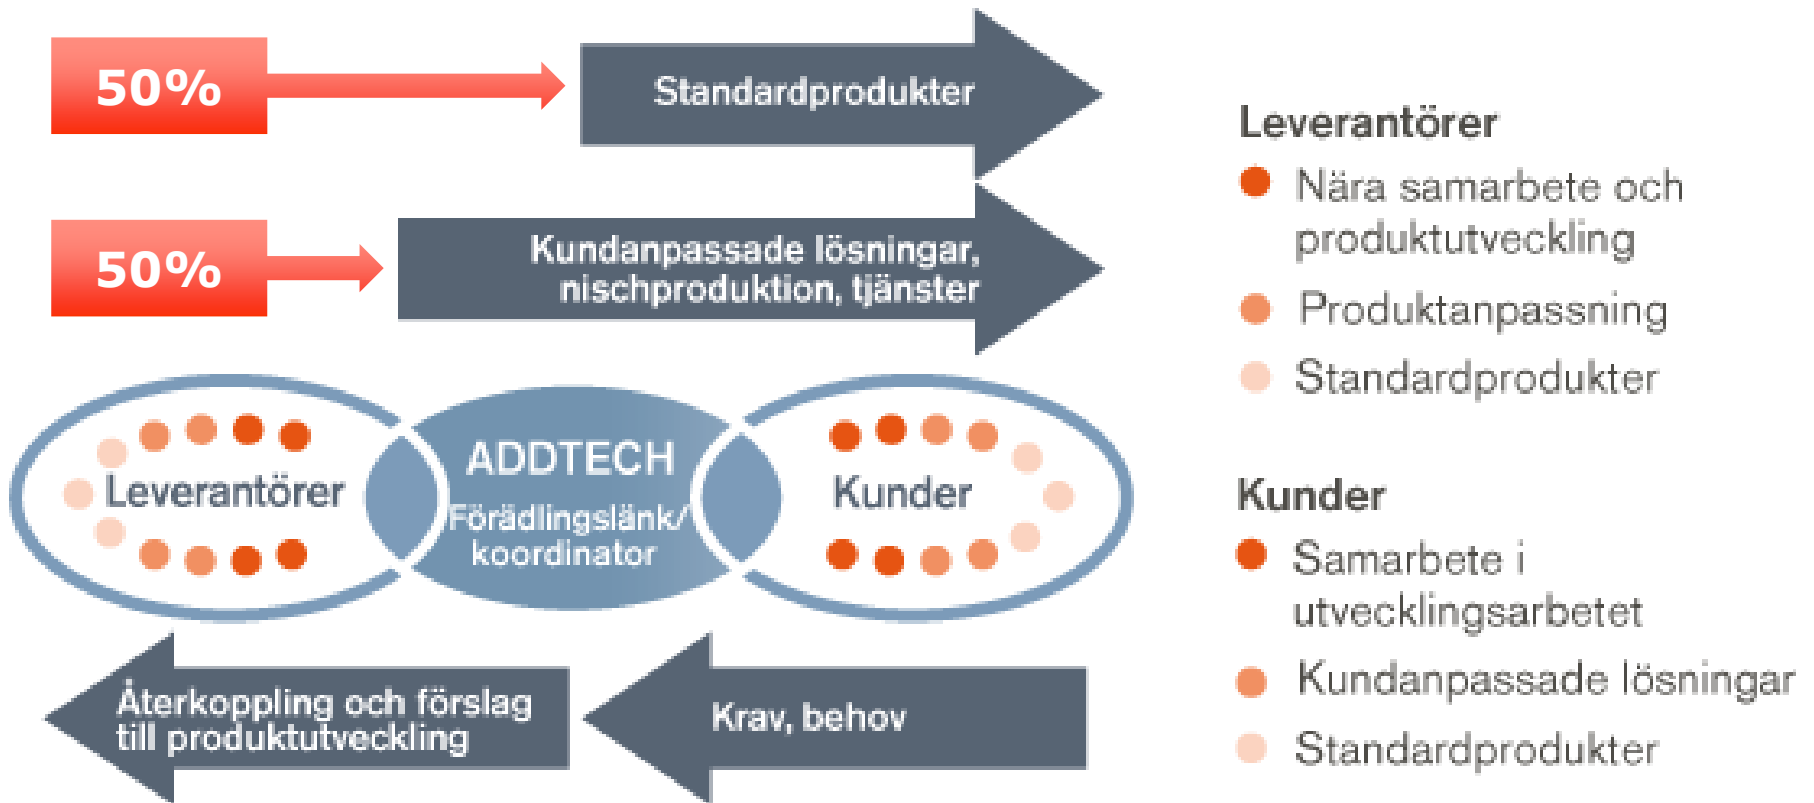 50%
Standardprodukter
50%
Kundanpassade lösningar,
nischproduktion, tjänster
Leverantörer
ADDTECH
Förädlingslänk/
koordinator
Kunder
Återkoppling och förslag
till produktutveckling
Krav, behov
Leverantörer
Nära samarbete och
produktutveckling
Produktanpassning
Standardprodukter
Kunder
Samarbete i
utvecklingsarbetet
Kundanpassade lösningar
Standardprodukter